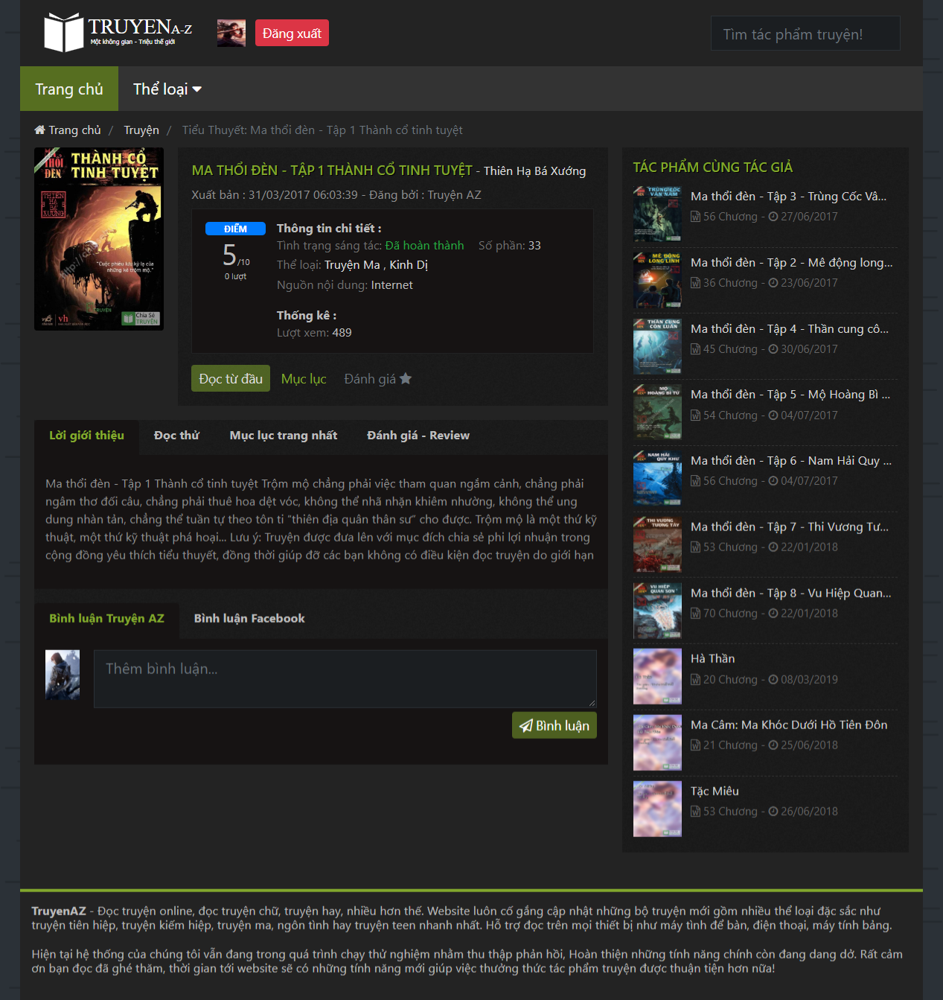 TRUYENA-Z
Một không gian - Triệu thế giới
Đăng xuất
Tìm tác phẩm truyện!
Trang chủ
Thể loại
Trang chủ / Truyện / Tiểu Thuyết: Ma thổi đèn - Tập 1 Thành cổ tinh tuyệt
MA THỔI ĐÈN
THÀNH CỔ
TINH TUYỆT
THIÊN HẠ BÁ XƯỚNG
"Cuộc phiêu lưu kỳ lạ của
những kẻ trộm mộ."
vh
Chia Sẻ
TRUYỆN
MA THỔI ĐÈN - TẬP 1 THÀNH CỔ TINH TUYỆT - Thiên Hạ Bá Xướng
Xuất bản : 31/03/2017 06:03:39 - Đăng bởi : Truyện AZ
ĐIỂM
5/10
0 lượt
Thông tin chi tiết :
Tình trạng sáng tác: Đã hoàn thành Số phần: 33
Thể loại: Truyện Ma , Kinh Dị
Nguồn nội dung: Internet
Thống kê :
Lượt xem: 489
Đọc từ đầu
Mục lục
Đánh giá
Lời giới thiệu
Đọc thử
Mục lục trang nhất
Đánh giá - Review
Ma thổi đèn - Tập 1 Thành cổ tinh tuyệt Trộm mộ chẳng phải việc tham quan ngắm cảnh, chẳng phải
ngâm thơ đối câu, chẳng phải thuê hoa dệt vóc, không thể nhã nhặn khiêm nhường, không thể ung
dung nhàn tản, chẳng thể tuần tự theo tôn ti “thiên địa quân thân sư” cho được. Trộm mộ là một thứ kỹ
thuật, một thứ kỹ thuật phá hoại... Lưu ý: Truyện được đưa lên với mục đích chia sẻ phi lợi nhuận trong
cộng đồng yêu thích tiểu thuyết, đồng thời giúp đỡ các bạn không có điều kiện đọc truyện do giới hạn
Bình luận Truyện AZ
Bình luận Facebook
Thêm bình luận...
Bình luận
TÁC PHẨM CÙNG TÁC GIẢ
TRÙNG CỐC
VÂN NAM
Ma thổi đèn - Tập 3 - Trùng Cốc Vâ...
56 Chương - 27/06/2017
MÊ ĐỘNG
LONG LĨNH
Ma thổi đèn - Tập 2 - Mê động long...
36 Chương - 23/06/2017
THẦN CUNG
CÔN LUÂN
Ma thổi đèn - Tập 4 - Thần cung cô...
45 Chương - 30/06/2017
MỘ
HOÀNG BÌ TỬ
Ma thổi đèn - Tập 5 - Mộ Hoàng Bì ...
54 Chương - 04/07/2017
NAM HẢI
QUY KHƯ
Ma thổi đèn - Tập 6 - Nam Hải Quy ...
56 Chương - 04/07/2017
THI VƯƠNG
TƯƠNG TÂY
Ma thổi đèn - Tập 7 - Thi Vương Tư...
53 Chương - 22/01/2018
VU HIỆP
QUAN SƠN
Ma thổi đèn - Tập 8 - Vu Hiệp Quan...
70 Chương - 22/01/2018
Hà Thần
20 Chương - 08/03/2019
Ma Câm: Ma Khóc Dưới Hồ Tiên Đôn
21 Chương - 25/06/2018
Tặc Miêu
53 Chương - 26/06/2018
TruyenAZ - Đọc truyện online, đọc truyện chữ, truyện hay, nhiều hơn thế. Website luôn cố gắng cập nhật những bộ truyện mới gồm nhiều thể loại đặc sắc như
truyện tiên hiệp, truyện kiếm hiệp, truyện ma, ngôn tình hay truyện teen nhanh nhất. Hỗ trợ đọc trên mọi thiết bị như máy tình để bàn, điện thoại, máy tính bảng.
Hiện tại hệ thống của chúng tôi vẫn đang trong quá trình chạy thử nghiệm nhằm thu thập phản hồi, Hoàn thiện những tính năng chính còn đang dang dở. Rất cảm
ơn bạn đọc đã ghé thăm, thời gian tới website sẽ có những tính năng mới giúp việc thưởng thức tác phẩm truyện được thuận tiện hơn nữa!